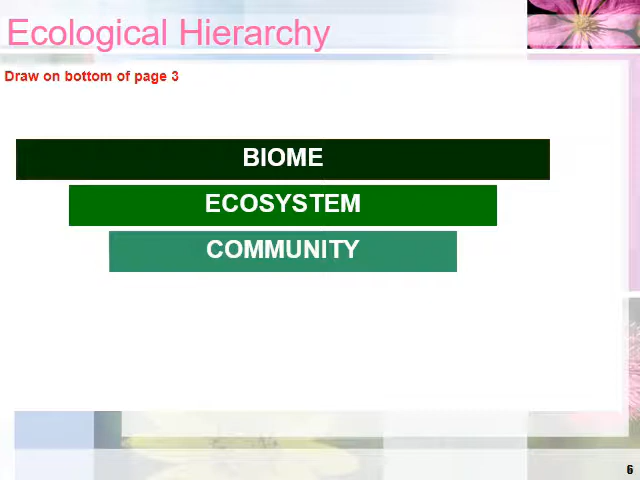 Ecological Hierarchy
Draw on bottom of page 3
BIOME
ECOSYSTEM
COMMUNITY
6